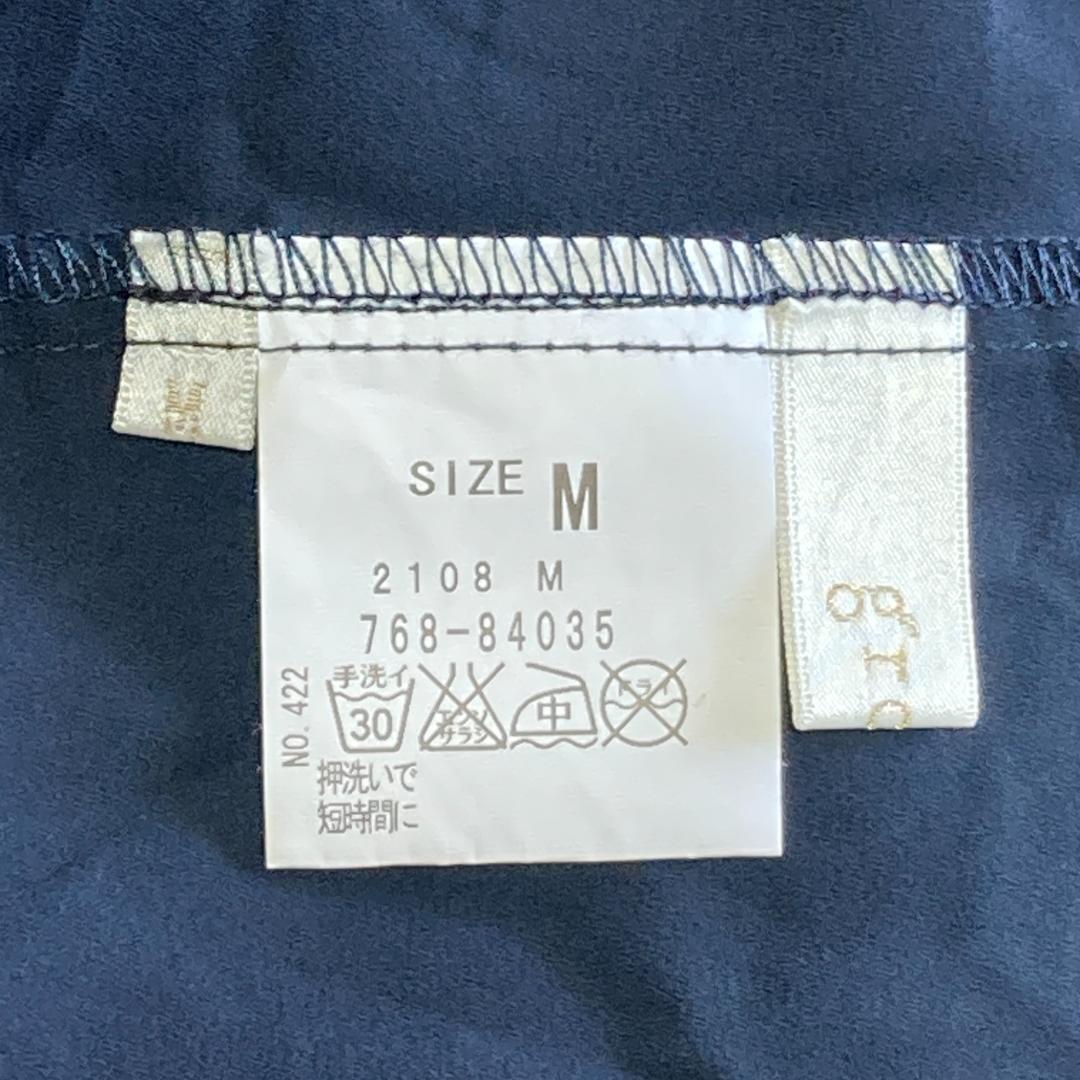 SIZE M
2108 M
768-84035
NO.422
手洗イ
30
エンソ
サラシ
中
ドライ
押洗いで
短時間に